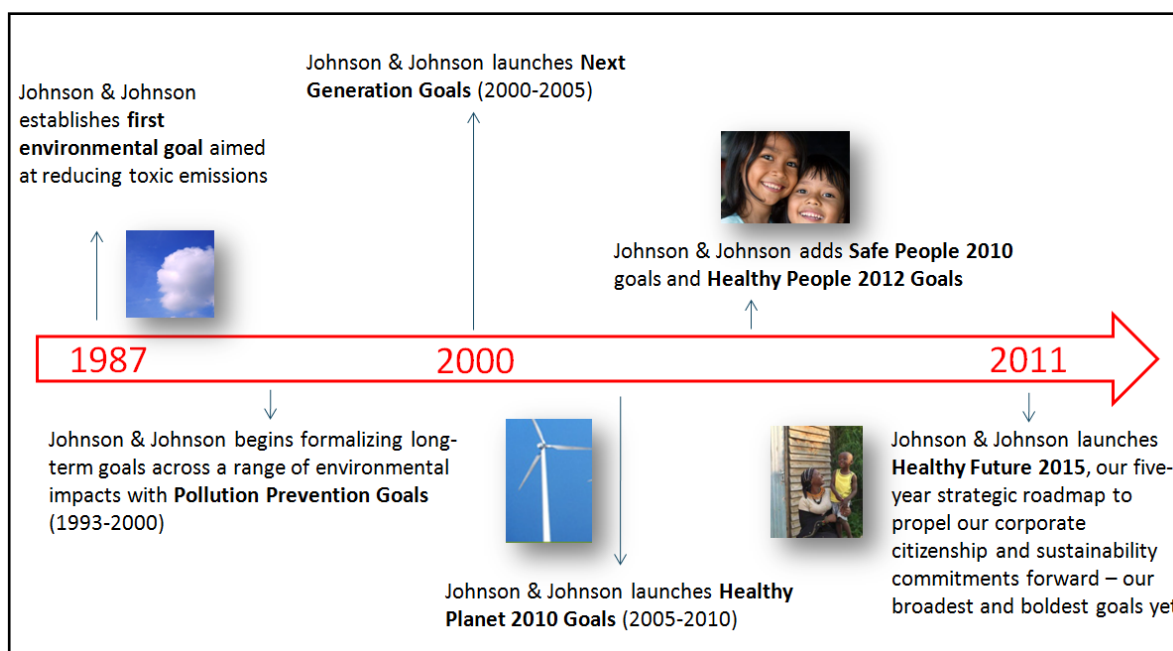 Johnson & Johnson
establishes first
environmental goal aimed
at reducing toxic emissions
Johnson & Johnson launches Next
Generation Goals (2000-2005)
Johnson & Johnson adds Safe People 2010
goals and Healthy People 2012 Goals
1987
2000
2011
Johnson & Johnson begins formalizing long-
term goals across a range of environmental
impacts with Pollution Prevention Goals
(1993-2000)
Johnson & Johnson launches Healthy
Planet 2010 Goals (2005-2010)
Johnson & Johnson launches
Healthy Future 2015, our five-
year strategic roadmap to
propel our corporate
citizenship and sustainability
commitments forward – our
broadest and boldest goals yet